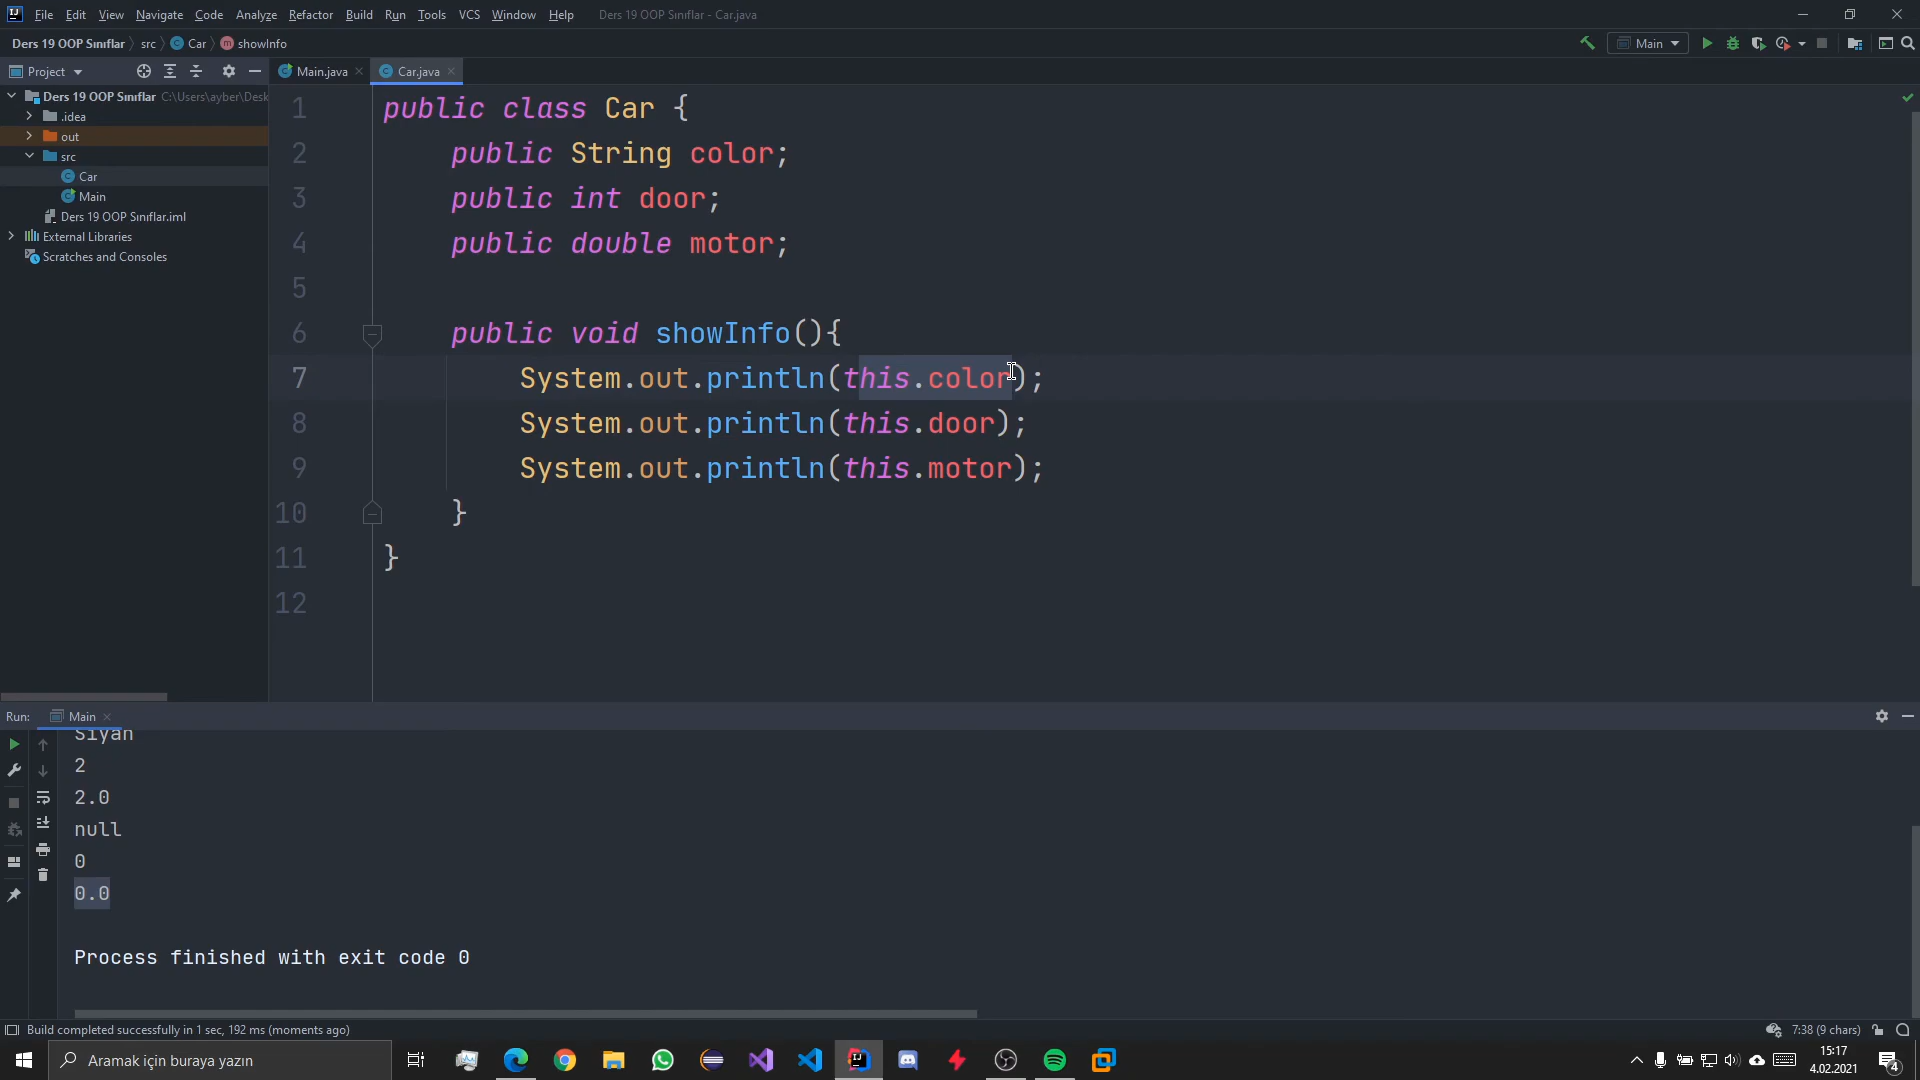 File Edit View Navigate Code Analyze Refactor Build Run Tools VCS Window Help Ders 19 OOP Sınıflar - Car.java
Ders 19 OOP Sınıflar src Car showInfo
Main
Project
Main.java
Car.java
Ders 19 OOP Sınıflar C:\Users\ayber\Desk
.idea
out
src
Car
Main
Ders 19 OOP Sınıflar.iml
External Libraries
Scratches and Consoles
1 public class Car {
2 public String color;
3 public int door;
4 public double motor;
5
6 public void showInfo(){
7 System.out.println(this.color);
8 System.out.println(this.door);
9 System.out.println(this.motor);
10 }
11 }
12
Run: Main
Siyah
2
2.0
null
0
0.0
Process finished with exit code 0
Build completed successfully in 1 sec, 192 ms (moments ago)
7:38 (9 chars)
Aramak için buraya yazın
15:17
4.02.2021
4